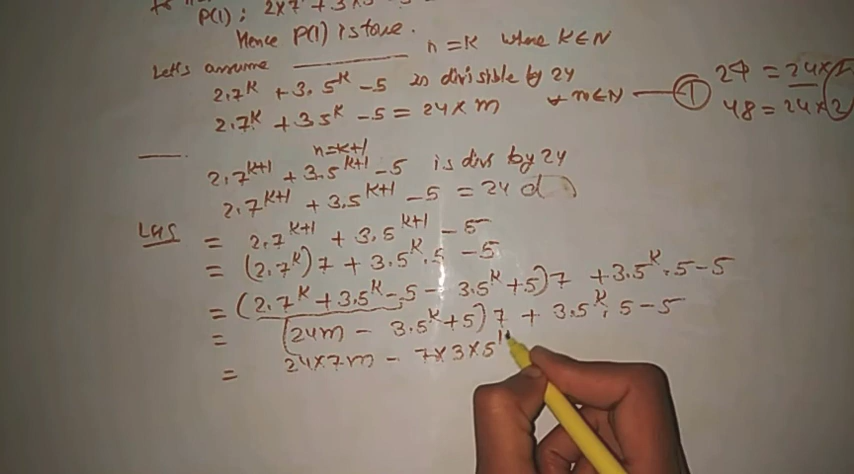 P(1) : 2×7 + 3×5
Hence P(1) is true.
Let's assume n = K where K ∈ N
2.7^K + 3.5^K - 5 is divisible by 24
2.7^K + 3.5^K - 5 = 24 × m ∀ m ∈ N — ①
24 = 24 × 1
48 = 24 × 2
n = K+1
2.7^{K+1} + 3.5^{K+1} - 5 is divs by 24
2.7^{K+1} + 3.5^{K+1} - 5 = 24 d
LHS = 2.7^{K+1} + 3.5^{K+1} - 5
= (2.7^K) 7 + 3.5^K . 5 - 5
= (2.7^K + 3.5^K - 5 - 3.5^K + 5) 7 + 3.5^K . 5 - 5
= (24m - 3.5^K + 5) 7 + 3.5^K . 5 - 5
= 24×7m - 7×3×5